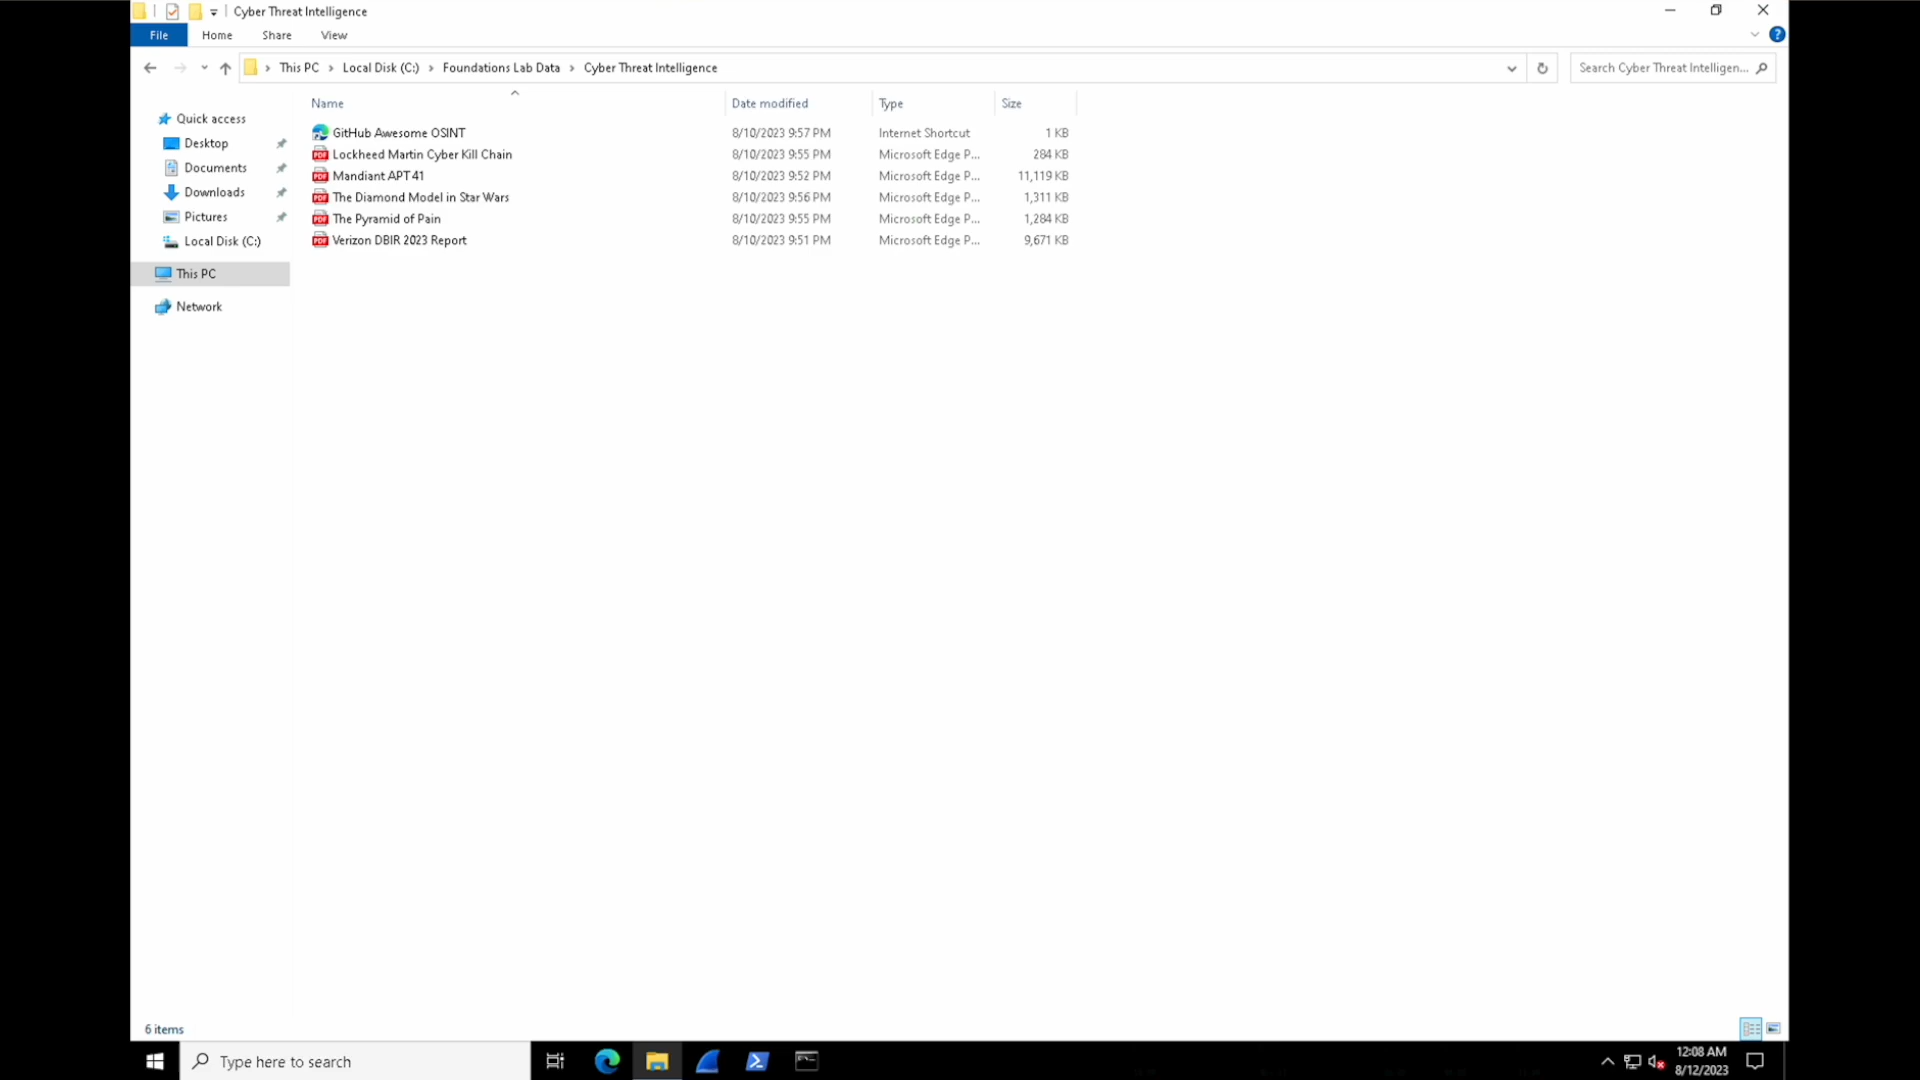 Cyber Threat Intelligence
File Home Share View
This PC Local Disk (C:) Foundations Lab Data Cyber Threat Intelligence
Search Cyber Threat Intelligen...
Name Date modified Type Size
Quick access
Desktop
Documents
Downloads
Pictures
Local Disk (C:)
This PC
Network
GitHub Awesome OSINT 8/10/2023 9:57 PM Internet Shortcut 1 KB
Lockheed Martin Cyber Kill Chain 8/10/2023 9:55 PM Microsoft Edge P... 284 KB
Mandiant APT41 8/10/2023 9:52 PM Microsoft Edge P... 11,119 KB
The Diamond Model in Star Wars 8/10/2023 9:56 PM Microsoft Edge P... 1,311 KB
The Pyramid of Pain 8/10/2023 9:55 PM Microsoft Edge P... 1,284 KB
Verizon DBIR 2023 Report 8/10/2023 9:51 PM Microsoft Edge P... 9,671 KB
6 items
Type here to search
12:08 AM
8/12/2023